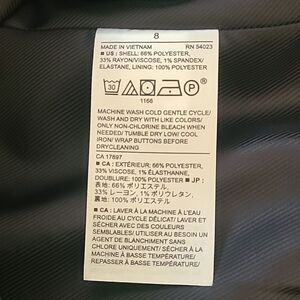 8
MADE IN VIETNAM RN 54023
■ US : SHELL: 66% POLYESTER,
33% RAYON/VISCOSE, 1% SPANDEX/
ELASTANE, LINING: 100% POLYESTER
30 P
1166
MACHINE WASH COLD GENTLE CYCLE/
WASH AND DRY WITH LIKE COLORS/
ONLY NON-CHLORINE BLEACH WHEN
NEEDED/ TUMBLE DRY LOW/ COOL
IRON/ WRAP BUTTONS BEFORE
DRYCLEANING
CA 17897
■ CA : EXTÉRIEUR: 66% POLYESTER,
33% VISCOSE, 1% ÉLASTHANNE,
DOUBLURE: 100% POLYESTER ■ JP :
表地: 66% ポリエステル,
33% レーヨン, 1% ポリウレタン,
裏地: 100% ポリエステル
■ CA : LAVER À LA MACHINE À L'EAU
FROIDE AU CYCLE DÉLICAT/ LAVER ET
SÉCHER AVEC DES COULEURS
SEMBLABLES/ UTILISER AU BESOIN UN
AGENT DE BLANCHIMENT SANS
CHLORE UNIQUEMENT/ SÉCHER À LA
MACHINE À BASSE TEMPÉRATURE/
REPASSER À BASSE TEMPÉRATURE/